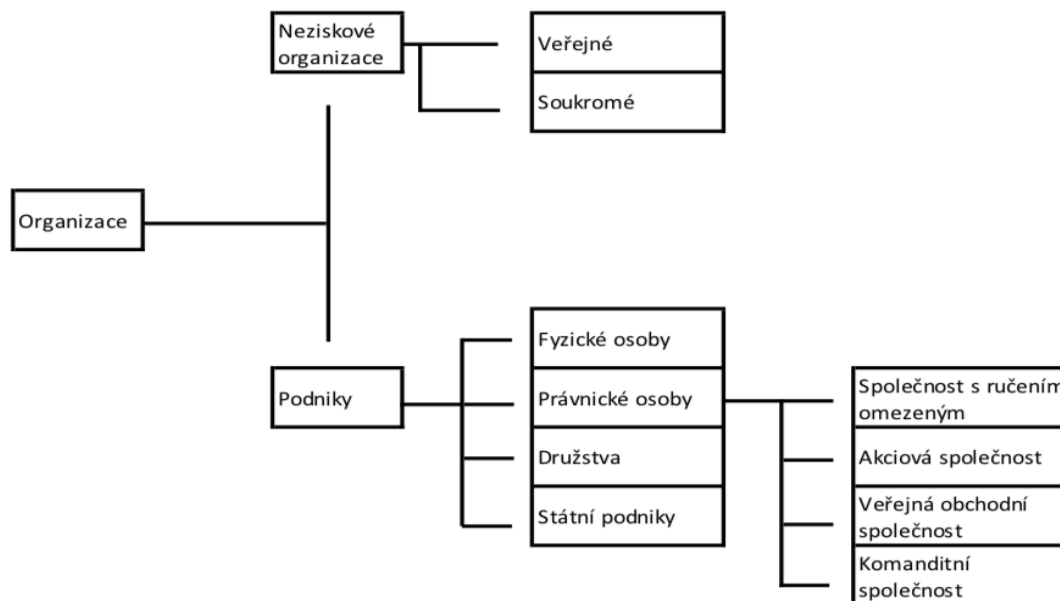 Neziskové
organizace
Veřejné
Soukromé
Organizace
Podniky
Fyzické osoby
Právnické osoby
Družstva
Státní podniky
Společnost s ručením
omezeným
Akciová společnost
Veřejná obchodní
společnost
Komanditní
společnost